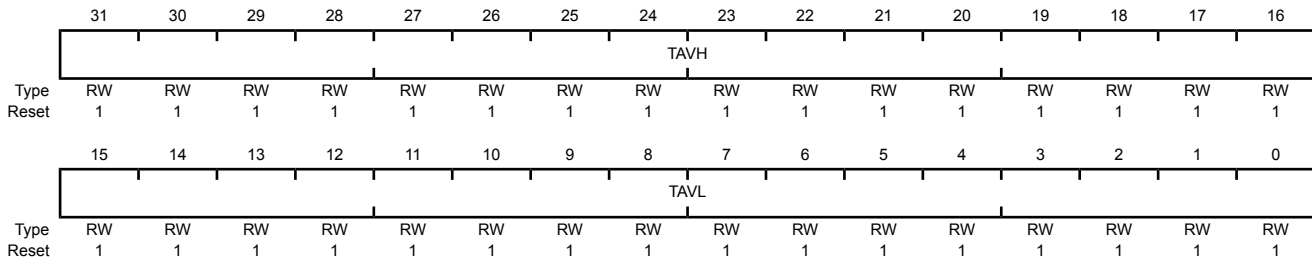 31 30 29 28 27 26 25 24 23 22 21 20 19 18 17 16
TAVH
Type RW RW RW RW RW RW RW RW RW RW RW RW RW RW RW RW
Reset 1 1 1 1 1 1 1 1 1 1 1 1 1 1 1 1
15 14 13 12 11 10 9 8 7 6 5 4 3 2 1 0
TAVL
Type RW RW RW RW RW RW RW RW RW RW RW RW RW RW RW RW
Reset 1 1 1 1 1 1 1 1 1 1 1 1 1 1 1 1